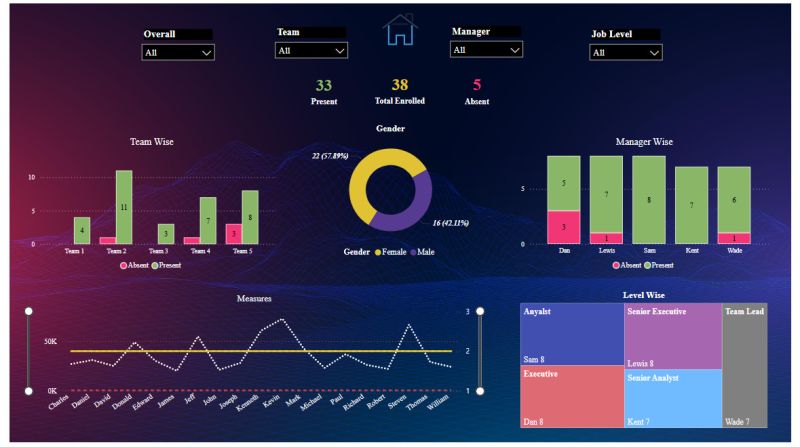 Overall
Team
Manager
Job Level
All
All
All
All
33
38
5
Present
Total Enrolled
Absent
Team Wise
Gender
Manager Wise
10
5
0
4
11
3
7
3
8
Team 1
Team 2
Team 3
Team 4
Team 5
Absent
Present
22 (57.89%)
16 (42.11%)
Gender
Female
Male
5
0
5
3
7
1
8
7
6
1
Dan
Lewis
Sam
Kent
Wade
Absent
Present
Measures
50K
0K
3
2
1
Charles
Daniel
David
Donald
Edward
James
Jeff
John
Joseph
Kenneth
Kevin
Mark
Michael
Paul
Richard
Robert
Steven
Thomas
William
Level Wise
Anyalst
Sam 8
Executive
Dan 8
Senior Executive
Lewis 8
Senior Analyst
Kent 7
Team Lead
Wade 7